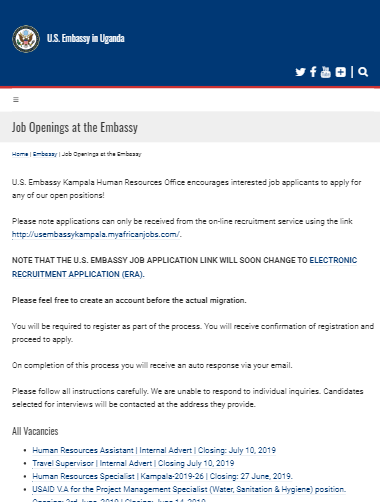 U.S. Embassy in Uganda
Job Openings at the Embassy
Home | Embassy | Job Openings at the Embassy
U.S. Embassy Kampala Human Resources Office encourages interested job applicants to apply for
any of our open positions!
Please note applications can only be received from the on-line recruitment service using the link
http://usembassykampala.myafricanjobs.com/.
NOTE THAT THE U.S. EMBASSY JOB APPLICATION LINK WILL SOON CHANGE TO ELECTRONIC
RECRUITMENT APPLICATION (ERA).
Please feel free to create an account before the actual migration.
You will be required to register as part of the process. You will receive confirmation of registration and
proceed to apply.
On completion of this process you will receive an auto response via your email.
Please follow all instructions carefully. We are unable to respond to individual inquiries. Candidates
selected for interviews will be contacted at the address they provide.
All Vacancies
Human Resources Assistant | Internal Advert | Closing: July 10, 2019
Travel Supervisor | Internal Advert | Closing July 10, 2019
Human Resources Specialist | Kampala-2019-26 | Closing: 27 June, 2019.
USAID V.A for the Project Management Specialist (Water, Sanitation & Hygiene) position.
Opening: 3rd June, 2019 | Closing: June 14, 2019